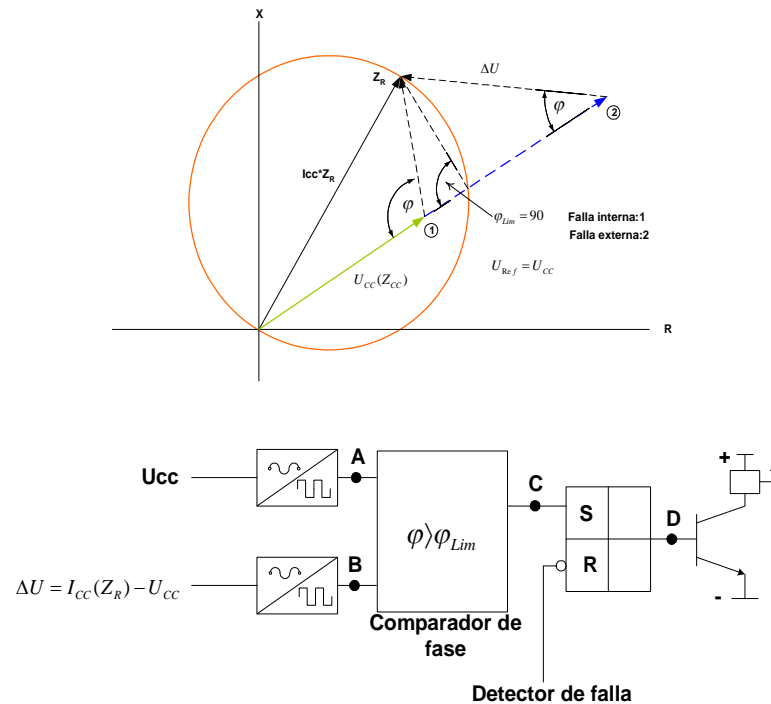 X
Z_R
ΔU
φ
②
Icc*Z_R
φ
①
φ_Lim = 90
Falla interna:1
Falla externa:2
U_CC(Z_CC)
U_Ref = U_CC
R
Ucc
A
ΔU = I_CC(Z_R) − U_CC
B
φ⟩φ_Lim
Comparador de
fase
C
S
R
D
+
-
Detector de falla